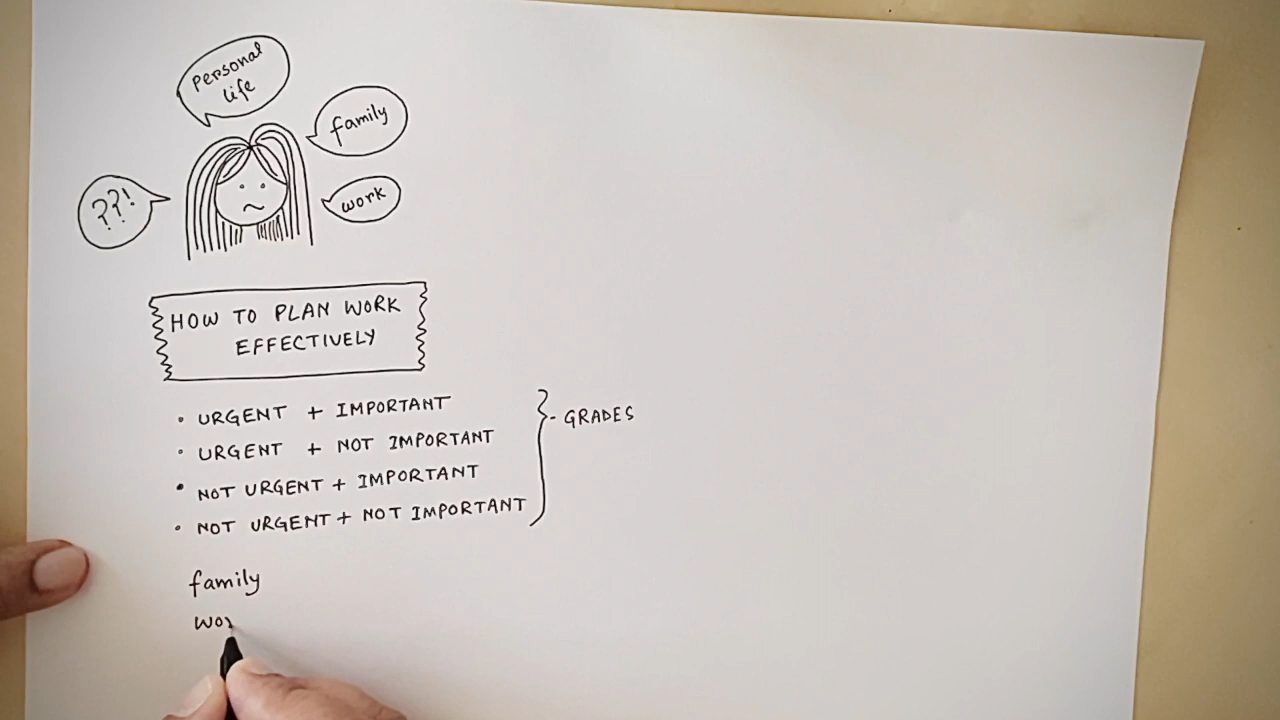 Personal
life
family
??!
work
HOW TO PLAN WORK
EFFECTIVELY
• URGENT + IMPORTANT
• URGENT + NOT IMPORTANT
• NOT URGENT + IMPORTANT
• NOT URGENT + NOT IMPORTANT
} - GRADES
family
wor